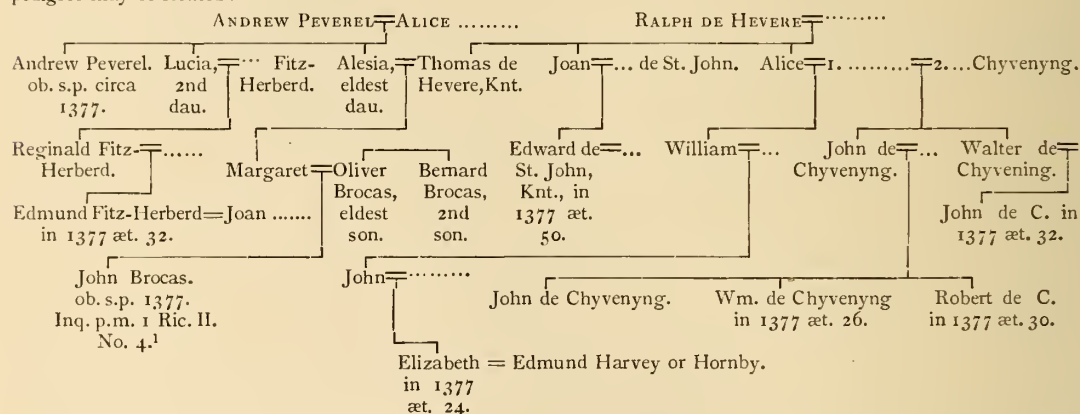 ANDREW PEVEREL ALICE ......... RALPH DE HEVERE .........
Andrew Peverel. Lucia, ... Fitz- Alesia, Thomas de Joan ... de St. John. Alice 1. ......... 2. ... Chyvenyng.
ob. s.p. circa 2nd Herberd. eldest Hevere, Knt.
1377. dau. dau.
Reginald Fitz- ...... Margaret Oliver Bernard Edward de ... William ... John de ... Walter de
Herberd. Brocas, Brocas, St. John, Chyvenyng. Chyvening.
eldest 2nd Knt., in
Edmund Fitz-Herberd=Joan ....... son. son. 1377 æt. John de C. in
in 1377 æt. 32. 50. 1377 æt. 32.
John Brocas. John ......... John de Chyvenyng. Wm. de Chyvenyng Robert de C.
ob. s.p. 1377. in 1377 æt. 26. in 1377 æt. 30.
Inq. p.m. 1 Ric. II.
No. 4.¹
Elizabeth = Edmund Harvey or Hornby.
in 1377
æt. 24.